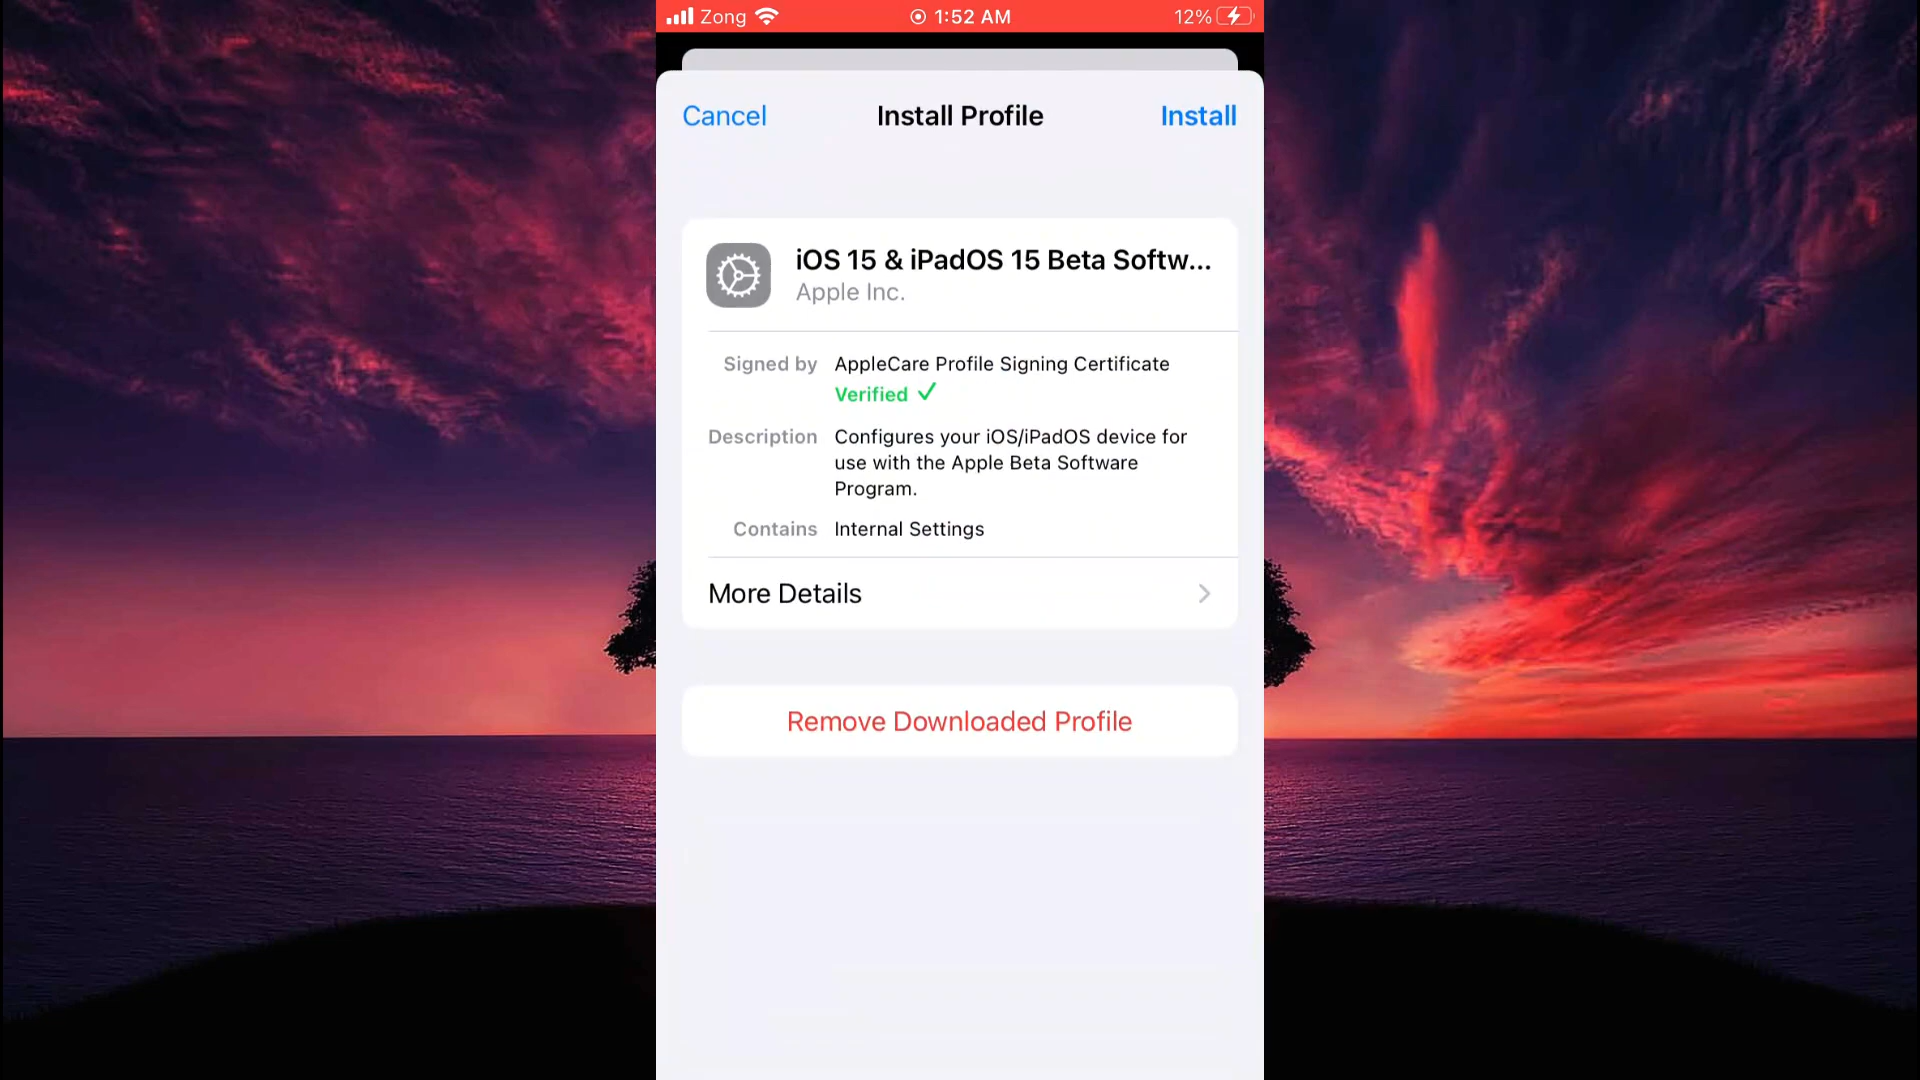 Zong 1:52 AM 12%
Cancel Install Profile Install
iOS 15 & iPadOS 15 Beta Softw...
Apple Inc.
Signed by AppleCare Profile Signing Certificate
Verified ✓
Description Configures your iOS/iPadOS device for
use with the Apple Beta Software
Program.
Contains Internal Settings
More Details
Remove Downloaded Profile